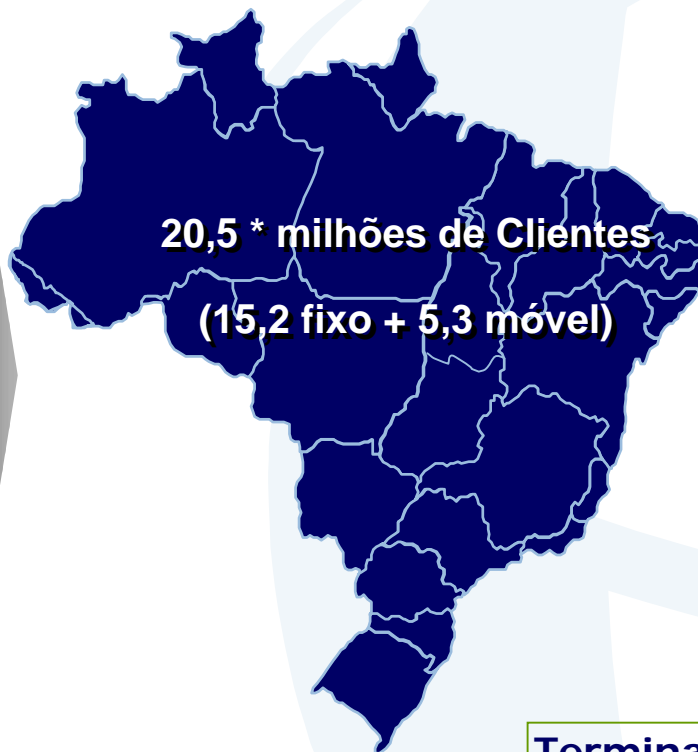 20,5 * milhões de Clientes
(15,2 fixo + 5,3 móvel)